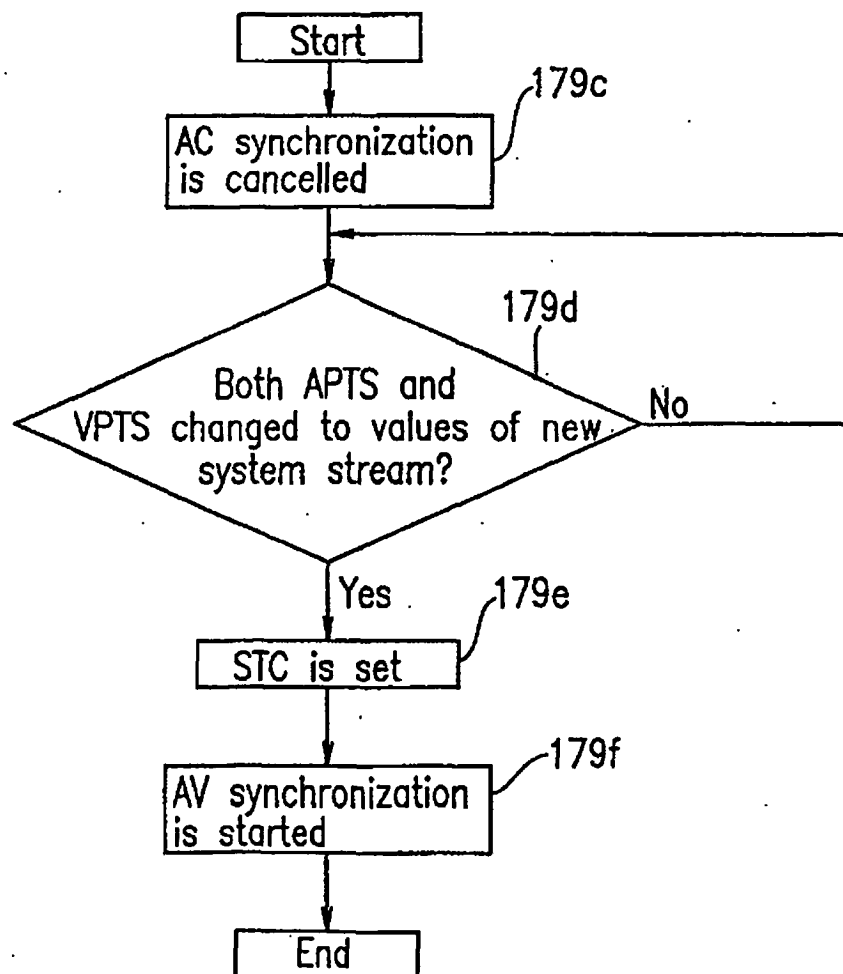 Start
179c
AC synchronization
is cancelled
179d
Both APTS and
VPTS changed to values of new
system stream?
No
Yes
179e
STC is set
179f
AV synchronization
is started
End